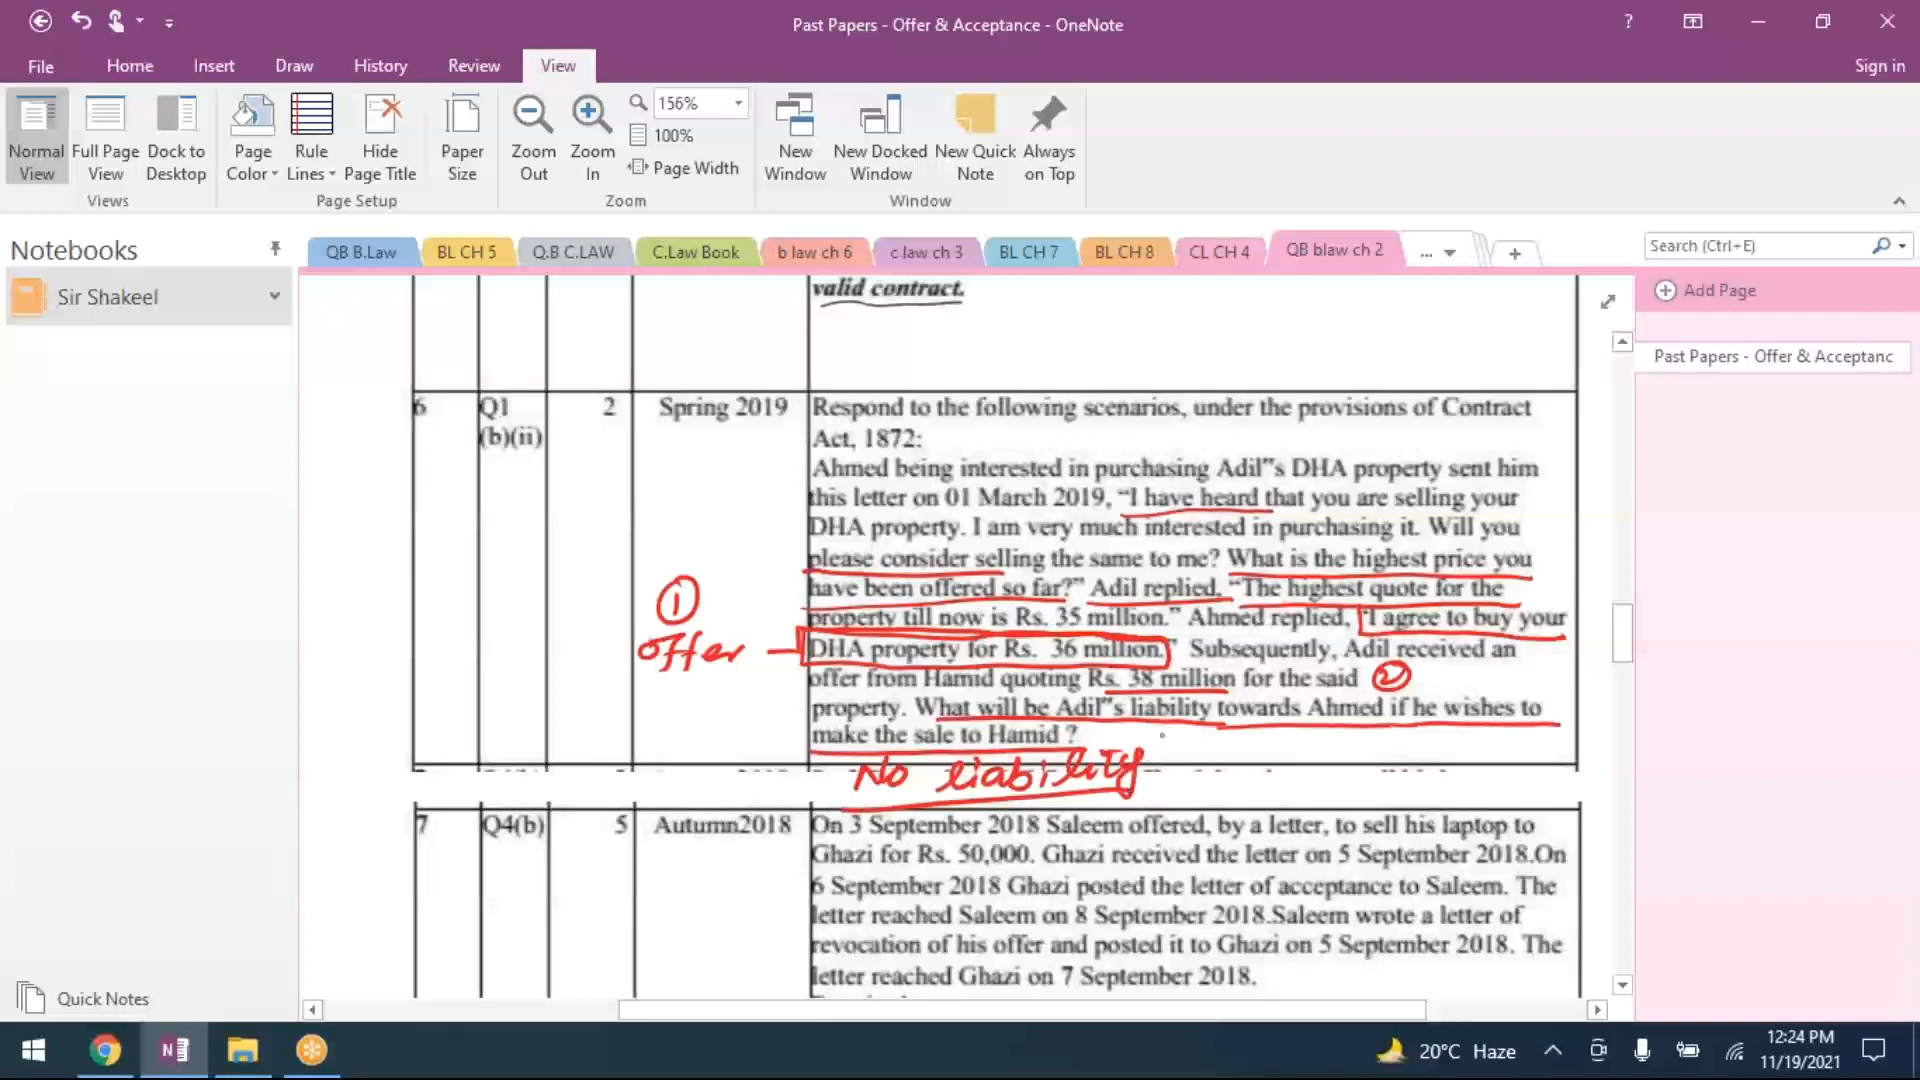 Past Papers - Offer & Acceptance - OneNote
?
File Home Insert Draw History Review View
Sign in
Normal View
Full Page View
Dock to Desktop
Views
Page Color
Rule Lines
Hide Page Title
Paper Size
Page Setup
Zoom Out
Zoom In
156%
100%
Page Width
Zoom
New Window
New Docked Window
New Quick Note
Always on Top
Window
Notebooks
QB B.Law
BL CH 5
Q.B C.LAW
C.Law Book
b law ch 6
c law ch 3
BL CH 7
BL CH 8
CL CH 4
QB blaw ch 2
...
+
Search (Ctrl+E)
Sir Shakeel
Add Page
Past Papers - Offer & Acceptanc
valid contract.
6 Q1 (b)(ii) 2 Spring 2019
Respond to the following scenarios, under the provisions of Contract
Act, 1872:
Ahmed being interested in purchasing Adil"s DHA property sent him
this letter on 01 March 2019, "I have heard that you are selling your
DHA property. I am very much interested in purchasing it. Will you
please consider selling the same to me? What is the highest price you
have been offered so far?" Adil replied, "The highest quote for the
property till now is Rs. 35 million." Ahmed replied, "I agree to buy your
DHA property for Rs. 36 million." Subsequently, Adil received an
offer from Hamid quoting Rs. 38 million for the said
property. What will be Adil"s liability towards Ahmed if he wishes to
make the sale to Hamid ?
1
offer
2
No liability
7 Q4(b) 5 Autumn2018
On 3 September 2018 Saleem offered, by a letter, to sell his laptop to
Ghazi for Rs. 50,000. Ghazi received the letter on 5 September 2018.On
6 September 2018 Ghazi posted the letter of acceptance to Saleem. The
letter reached Saleem on 8 September 2018.Saleem wrote a letter of
revocation of his offer and posted it to Ghazi on 5 September 2018. The
letter reached Ghazi on 7 September 2018.
Quick Notes
20°C Haze
12:24 PM
11/19/2021